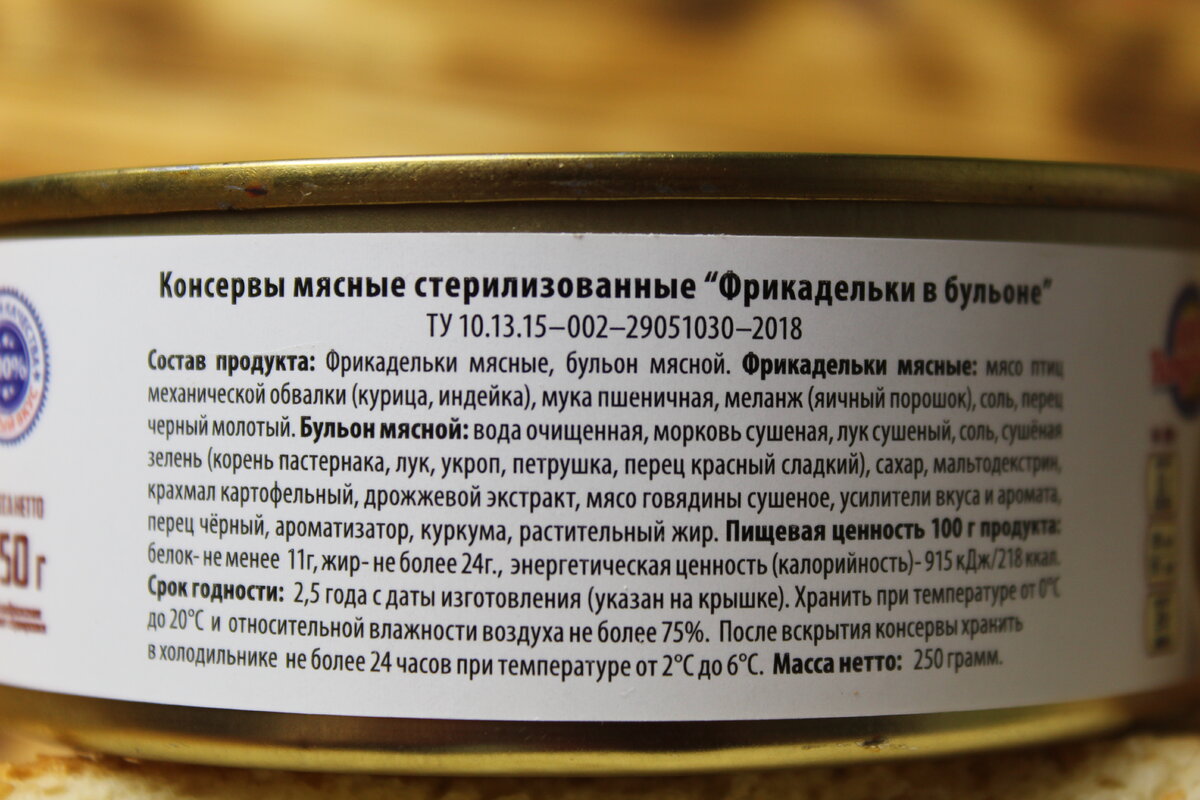 Консервы мясные стерилизованные “Фрикадельки в бульоне”
ТУ 10.13.15–002–29051030–2018
Состав продукта: Фрикадельки мясные, бульон мясной. Фрикадельки мясные: мясо птиц
механической обвалки (курица, индейка), мука пшеничная, меланж (яичный порошок), соль, перец
черный молотый. Бульон мясной: вода очищенная, морковь сушеная, лук сушеный, соль, сушёная
зелень (корень пастернака, лук, укроп, петрушка, перец красный сладкий), сахар, мальтодекстрин,
крахмал картофельный, дрожжевой экстракт, мясо говядины сушеное, усилители вкуса и аромата,
перец чёрный, ароматизатор, куркума, растительный жир. Пищевая ценность 100 г продукта:
белок- не менее 11г, жир- не более 24г., энергетическая ценность (калорийность)- 915 кДж/218 ккал.
Срок годности: 2,5 года с даты изготовления (указан на крышке). Хранить при температуре от 0°С
до 20°С и относительной влажности воздуха не более 75%. После вскрытия консервы хранить
в холодильнике не более 24 часов при температуре от 2°С до 6°С. Масса нетто: 250 грамм.
НЕТТО
50 г